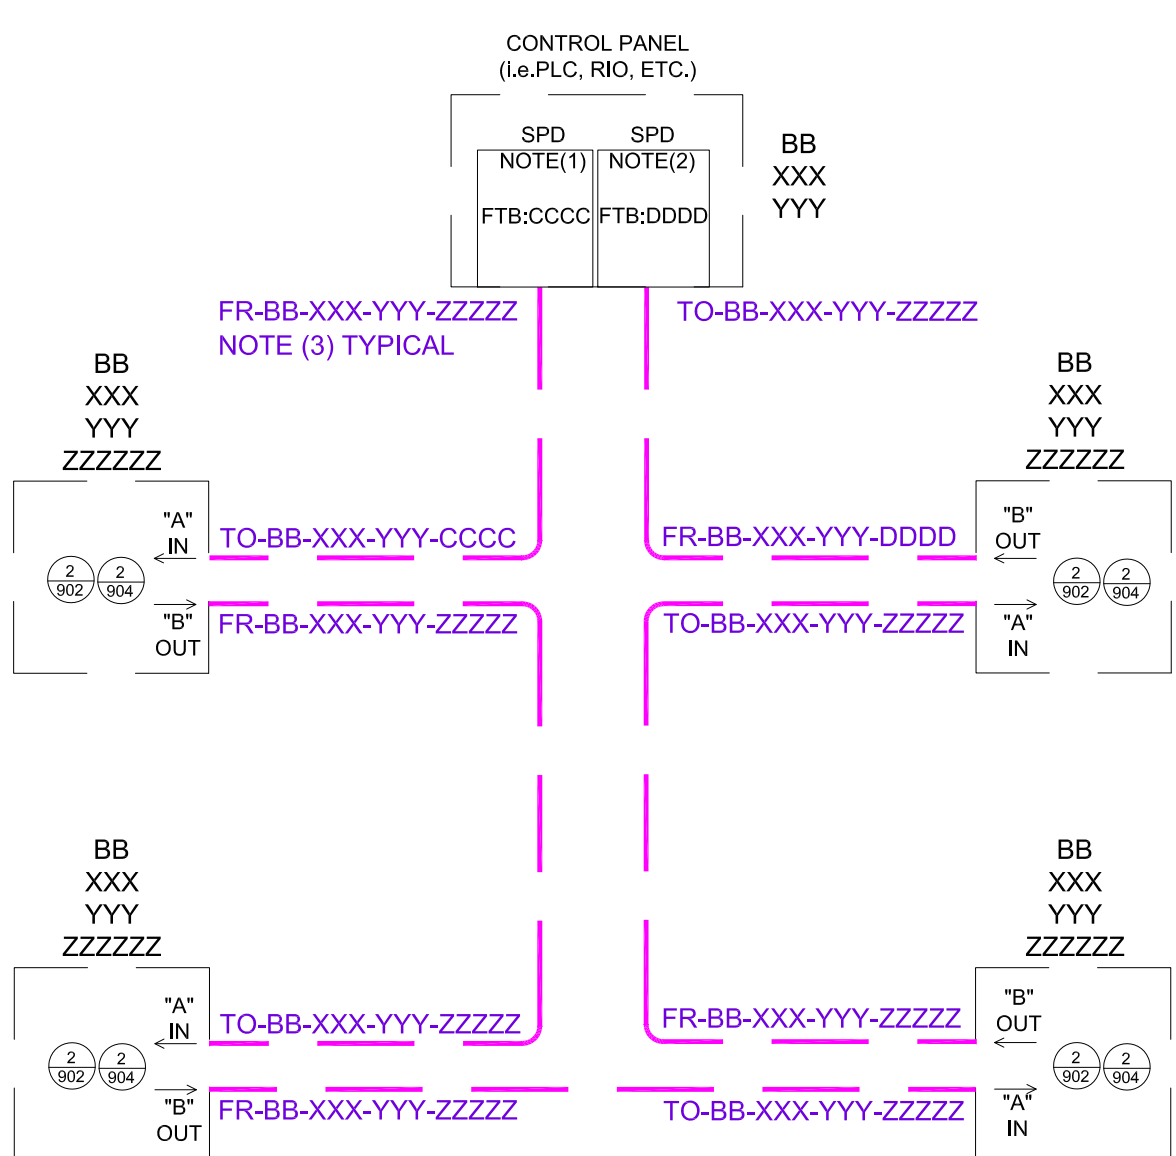 CONTROL PANEL
(i.e.PLC, RIO, ETC.)
SPD
NOTE(1)
FTB:CCCC
SPD
NOTE(2)
FTB:DDDD
BB
XXX
YYY
FR-BB-XXX-YYY-ZZZZZ
NOTE (3) TYPICAL
TO-BB-XXX-YYY-ZZZZZ
BB
XXX
YYY
ZZZZZZ
"A"
IN
2
902
2
904
"B"
OUT
TO-BB-XXX-YYY-CCCC
FR-BB-XXX-YYY-ZZZZZ
BB
XXX
YYY
ZZZZZZ
FR-BB-XXX-YYY-DDDD
TO-BB-XXX-YYY-ZZZZZ
"B"
OUT
2
902
2
904
"A"
IN
BB
XXX
YYY
ZZZZZZ
"A"
IN
2
902
2
904
"B"
OUT
TO-BB-XXX-YYY-ZZZZZ
FR-BB-XXX-YYY-ZZZZZ
BB
XXX
YYY
ZZZZZZ
FR-BB-XXX-YYY-ZZZZZ
TO-BB-XXX-YYY-ZZZZZ
"B"
OUT
2
902
2
904
"A"
IN